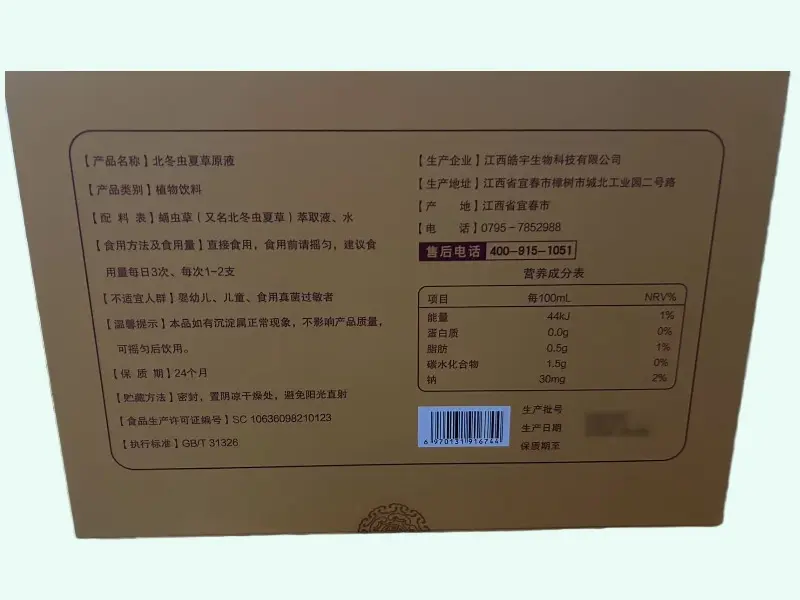 【产品名称】北冬虫夏草原液
【产品类别】植物饮料
【配 料 表】蛹虫草（又名北冬虫夏草）萃取液、水
【食用方法及食用量】直接食用，食用前请摇匀，建议食
用量每日3次、每次1-2支
【不适宜人群】婴幼儿、儿童、食用真菌过敏者
【温馨提示】本品如有沉淀属正常现象，不影响产品质量，
可摇匀后饮用。
【保 质 期】24个月
【贮藏方法】密封，置阴凉干燥处，避免阳光直射
【食品生产许可证编号】SC 10636098210123
【执行标准】GB/T 31326
【生产企业】江西皓宇生物科技有限公司
【生产地址】江西省宜春市樟树市城北工业园二号路
【产 地】江西省宜春市
【电 话】0795-7852988
售后电话 400-915-1051
营养成分表
项目 每100mL NRV%
能量 44kJ 1%
蛋白质 0.0g 0%
脂肪 0.5g 1%
碳水化合物 1.5g 0%
钠 30mg 2%
6 970131 916744
生产批号
生产日期
保质期至